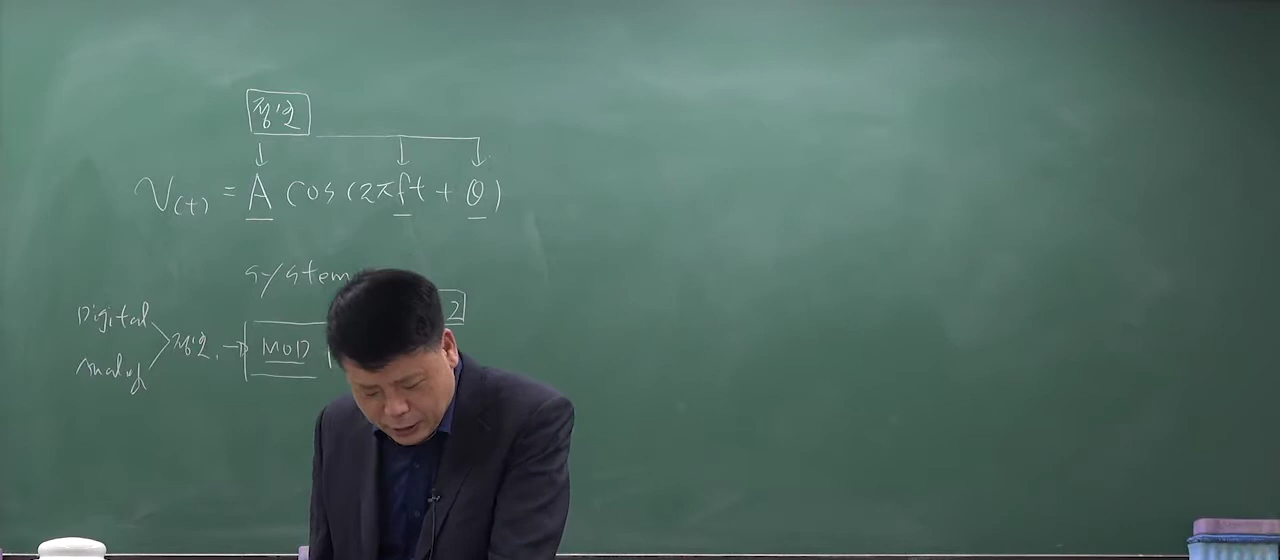 정보
V(t) = A cos(2πft + θ)
system
2
Digital
정보. → MOD
Analog